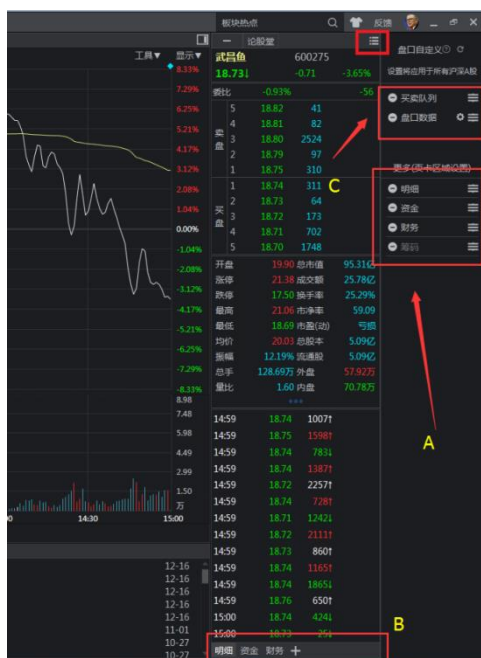 板块热点 反馈
论股堂
工具▼ 显示▼
武昌鱼 600275
18.73↓ -0.71 -3.65%
委比 -0.93% -56
卖盘
5 18.82 41
4 18.81 82
3 18.80 2524
2 18.79 97
1 18.75 310
买盘
1 18.74 311
2 18.73 64
3 18.72 173
4 18.71 702
5 18.70 1748
开盘 19.90 总市值 95.31亿
涨停 21.38 成交额 25.78亿
跌停 17.50 换手率 25.29%
最高 21.06 市净率 59.09
最低 18.69 市盈(动) 亏损
均价 20.03 总股本 5.09亿
振幅 12.19% 流通股 5.09亿
总手 128.69万 外盘 57.92万
量比 1.60 内盘 70.78万
14:59 18.74 1007↑
14:59 18.75 1598↑
14:59 18.74 783↓
14:59 18.74 1387↑
14:59 18.72 2257↑
14:59 18.74 728↑
14:59 18.71 1242↓
14:59 18.72 2111↑
14:59 18.73 860↑
14:59 18.74 1165↑
14:59 18.74 1865↓
14:59 18.76 650↑
15:00 18.74 424↓
15:00 18.73 25↓
明细 资金 财务 +
8.33%
7.29%
6.25%
5.21%
4.17%
3.12%
2.08%
1.04%
0.00%
-1.04%
-2.08%
-3.12%
-4.17%
-5.21%
-6.25%
-7.29%
-8.33%
8.98
7.48
5.98
4.49
2.99
1.50
万
14:30 15:00
12-16
12-16
12-16
12-16
12-16
11-01
10-27
10-27
盘口自定义
设置将应用于所有沪深A股
买卖队列
盘口数据
更多(页卡区域设置)
明细
资金
财务
筹码
A
B
C